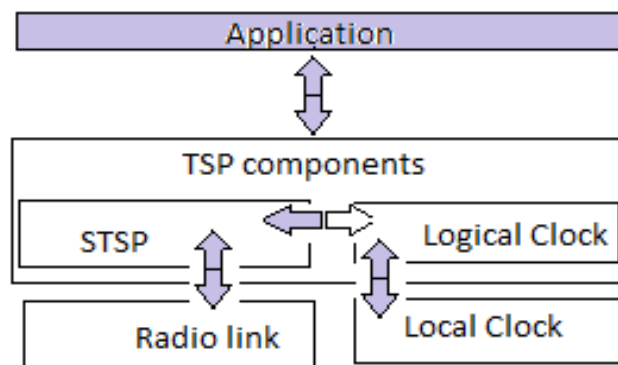 Application
TSP components
STSP
Logical Clock
Radio link
Local Clock